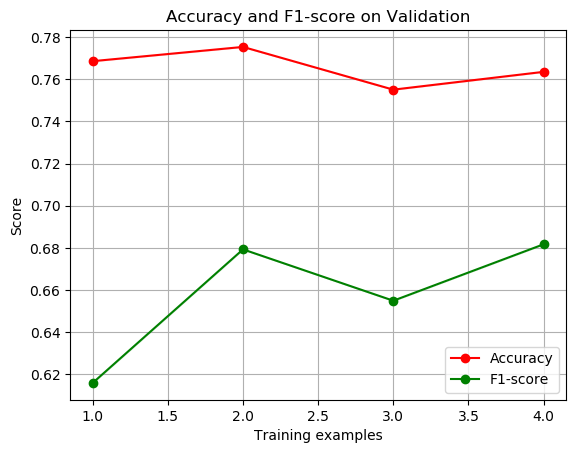 Accuracy and F1-score on Validation
0.78
0.76
0.74
0.72
0.70
0.68
0.66
0.64
0.62
Score
1.0 1.5 2.0 2.5 3.0 3.5 4.0
Training examples
Accuracy
F1-score